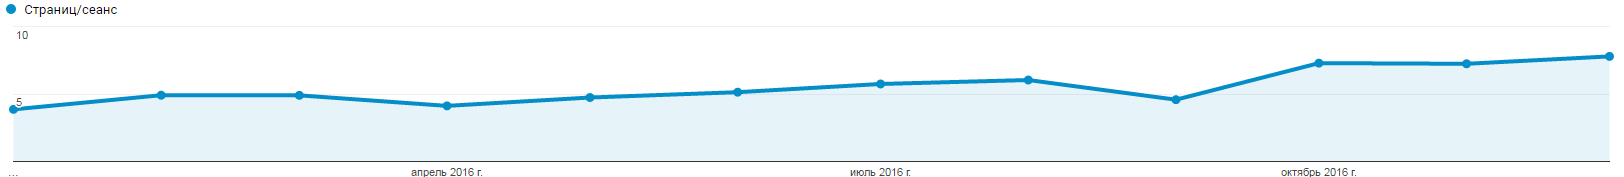 Страниц/сеанс
10
5
...
апрель 2016 г.
июль 2016 г.
октябрь 2016 г.